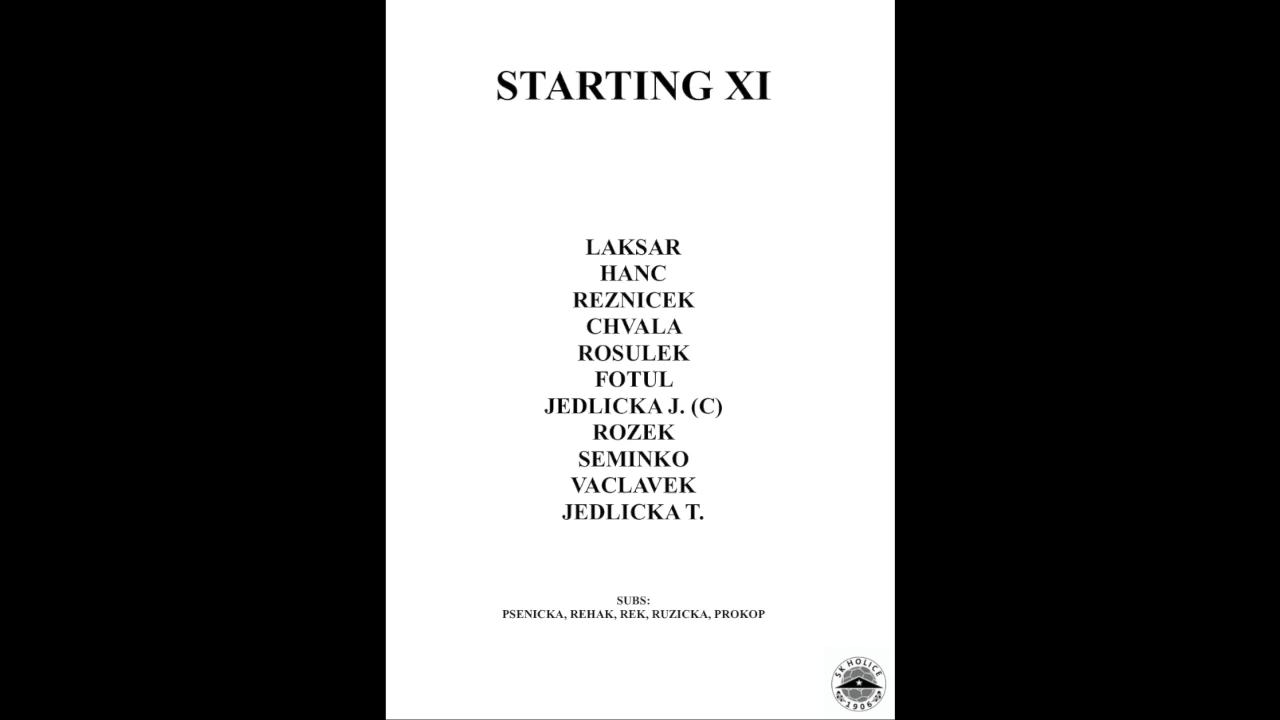 STARTING XI
LAKSAR
HANC
REZNICEK
CHVALA
ROSULEK
FOTUL
JEDLICKA J. (C)
ROZEK
SEMINKO
VACLAVEK
JEDLICKA T.
SUBS:
PSENICKA, REHAK, REK, RUZICKA, PROKOP
SK HOLICE
1906